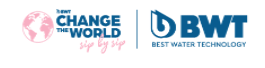 BWT
CHANGE
THE WORLD
sip by sip
BWT
BEST WATER TECHNOLOGY